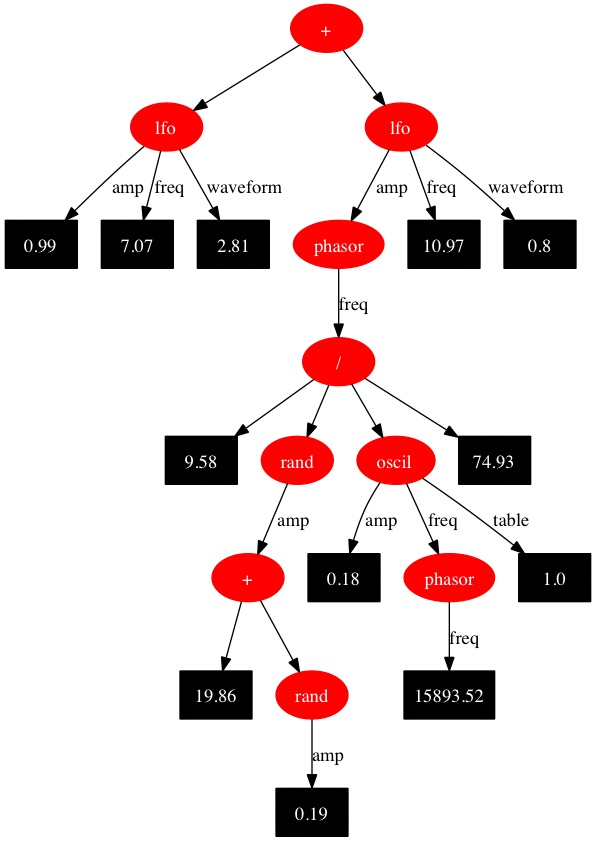 +
lfo
lfo
amp freq waveform
amp freq waveform
0.99
7.07
2.81
phasor
10.97
0.8
freq
/
9.58
rand
oscil
74.93
amp
amp freq table
+
0.18
phasor
1.0
freq
19.86
rand
15893.52
amp
0.19